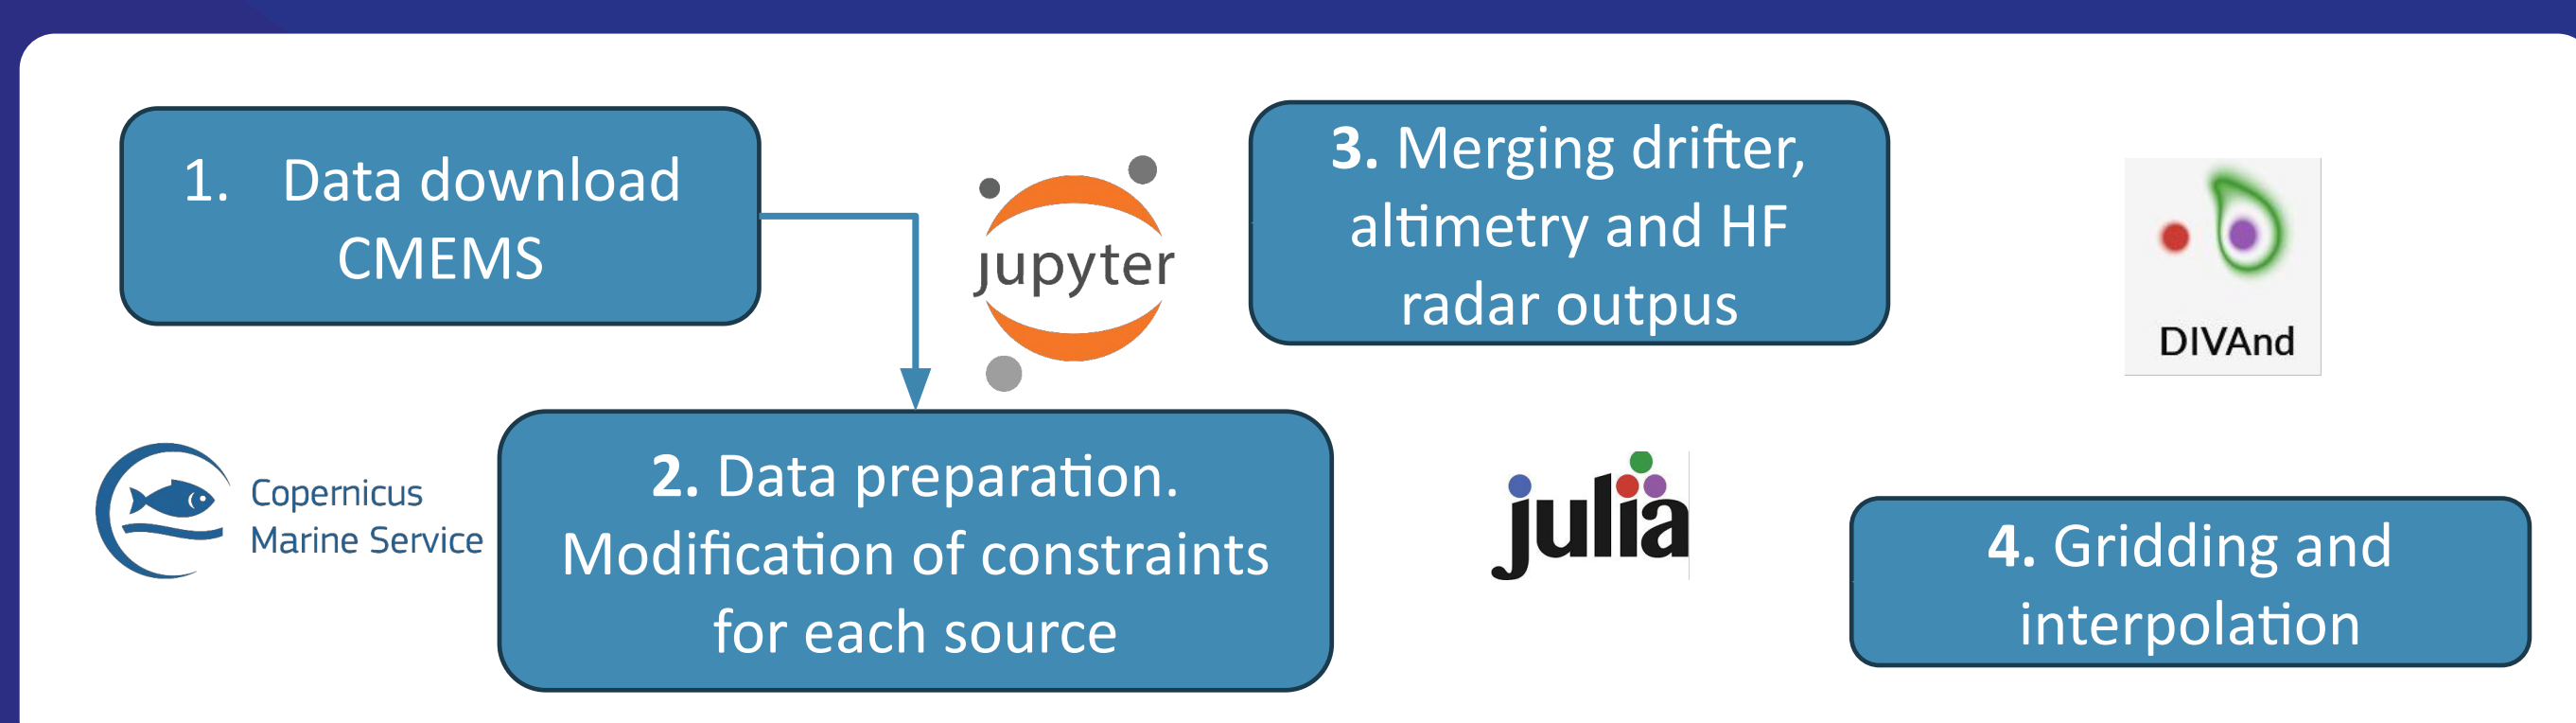 1. Data download
CMEMS
jupyter
3. Merging drifter,
altimetry and HF
radar outpus
DIVAnd
Copernicus
Marine Service
2. Data preparation.
Modification of constraints
for each source
julia
4. Gridding and
interpolation